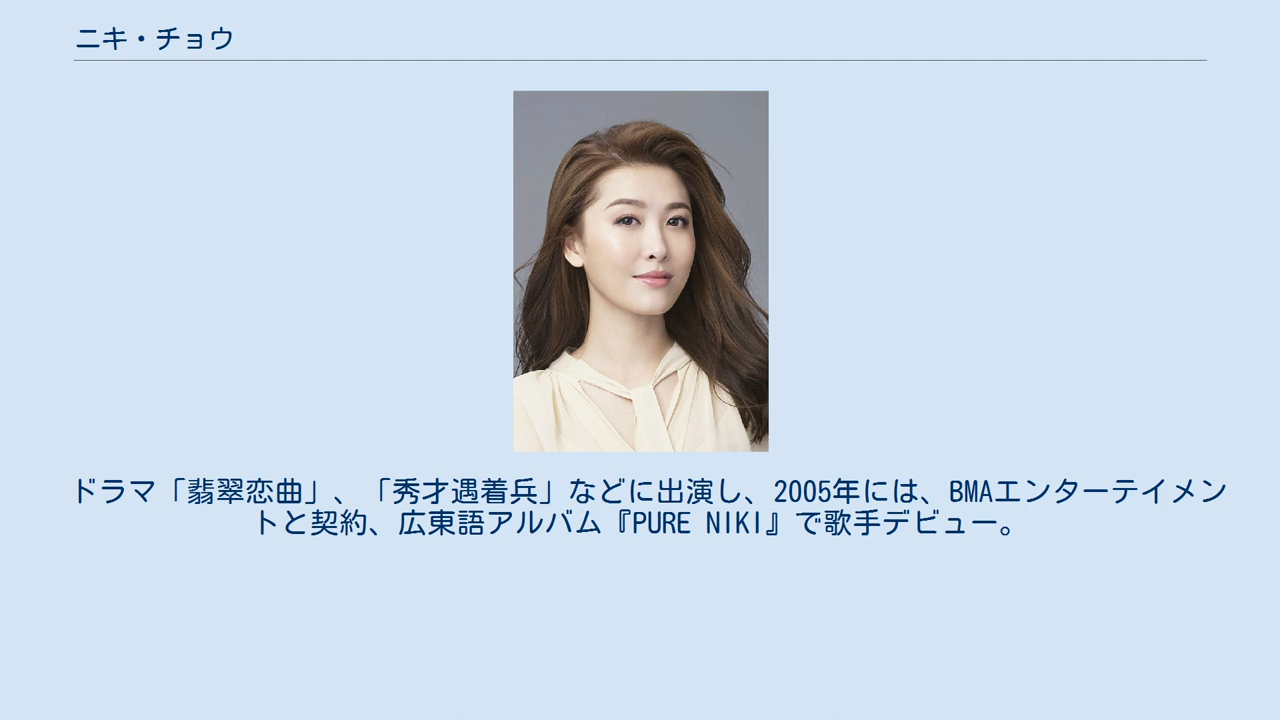 ニキ・チョウ
ドラマ「翡翠恋曲」、「秀才遇着兵」などに出演し、2005年には、BMAエンターテイメン
トと契約、広東語アルバム『PURE NIKI』で歌手デビュー。